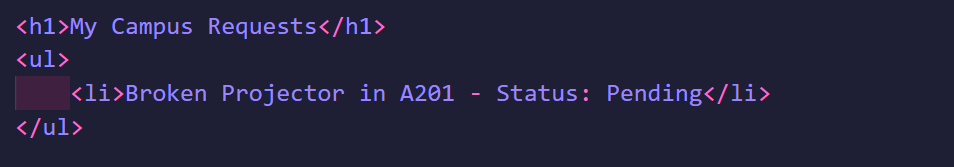 <h1>My Campus Requests</h1>
<ul>
    <li>Broken Projector in A201 - Status: Pending</li>
</ul>